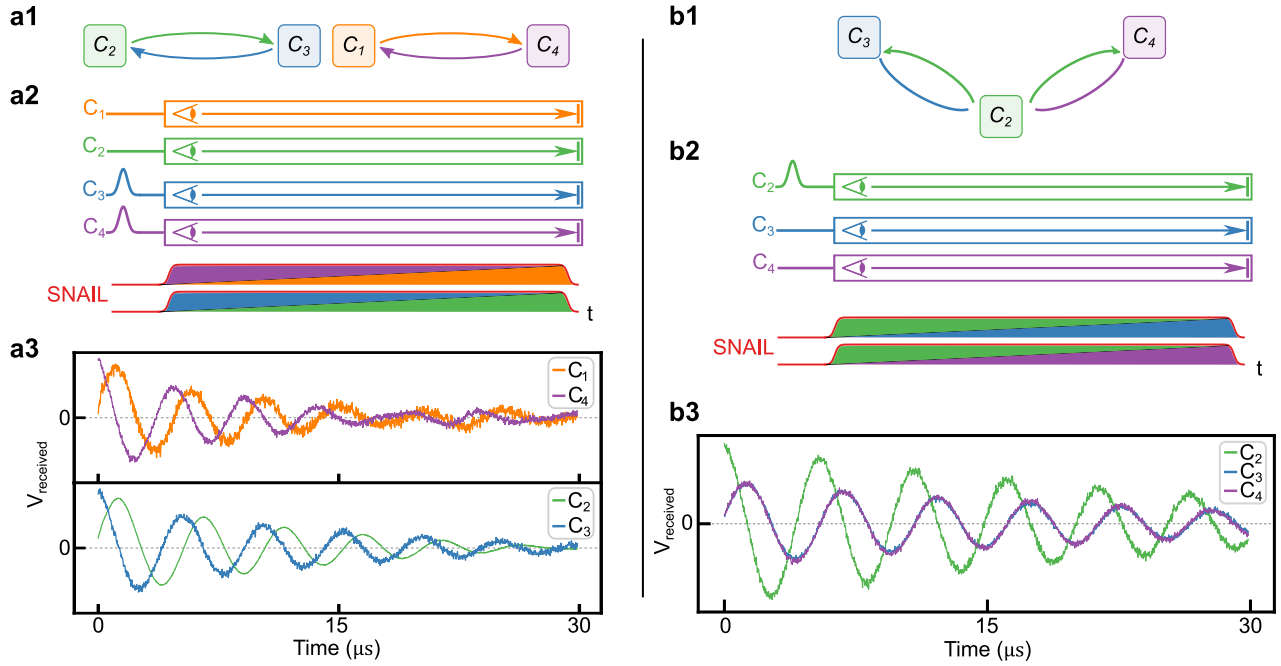 a1
C2 C3 C1 C4
a2
C1
C2
C3
C4
SNAIL
t
a3
C1
C4
0
Vreceived
C2
C3
0
0 15 30
Time (μs)
b1
C3 C4
C2
b2
C2
C3
C4
SNAIL
t
b3
C2
C3
C4
Vreceived
0
0 15 30
Time (μs)